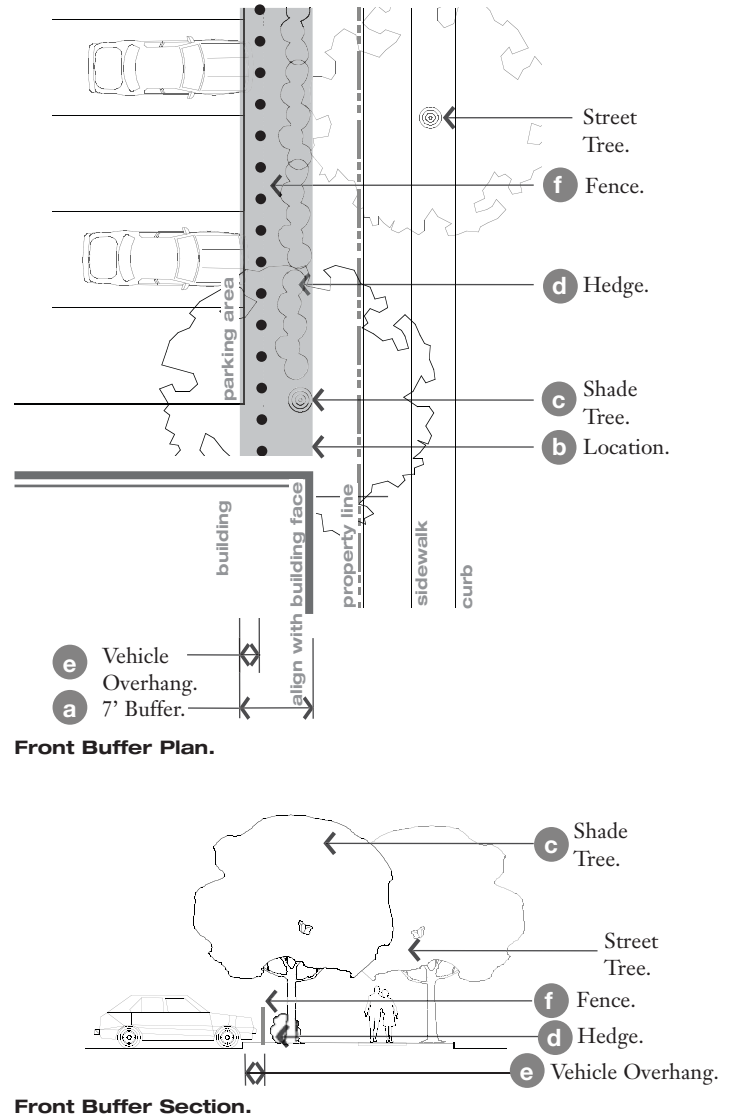 Street
Tree.
f Fence.
d Hedge.
parking area
c Shade
Tree.
b Location.
building
align with building face
property line
sidewalk
curb
e Vehicle
Overhang.
a 7’ Buffer.
Front Buffer Plan.
c Shade
Tree.
Street
Tree.
f Fence.
d Hedge.
e Vehicle Overhang.
Front Buffer Section.